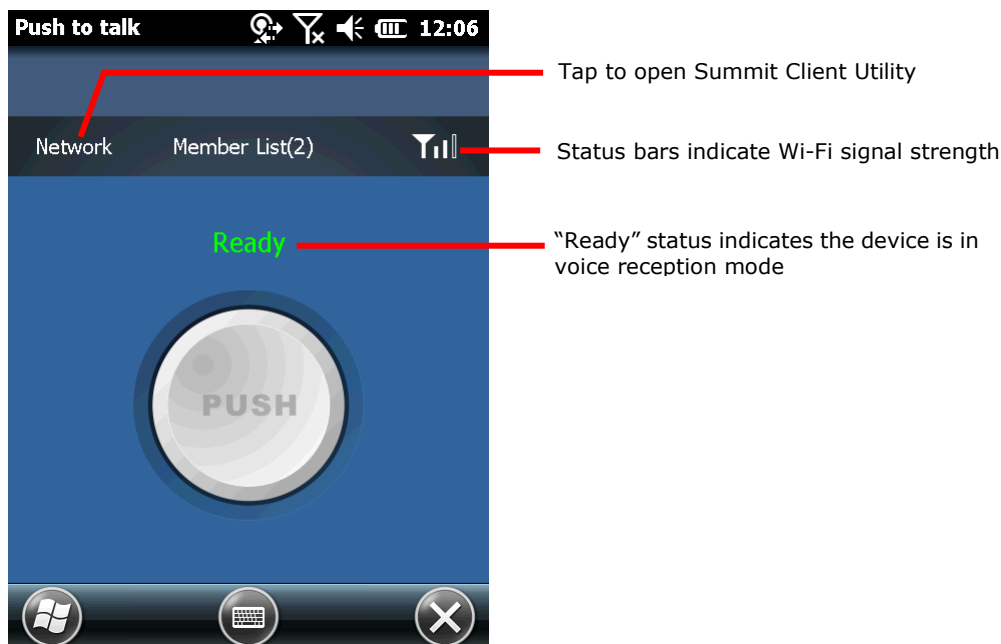 Push to talk 12:06
Tap to open Summit Client Utility
Network Member List(2)
Status bars indicate Wi-Fi signal strength
Ready
“Ready” status indicates the device is in
voice reception mode
PUSH